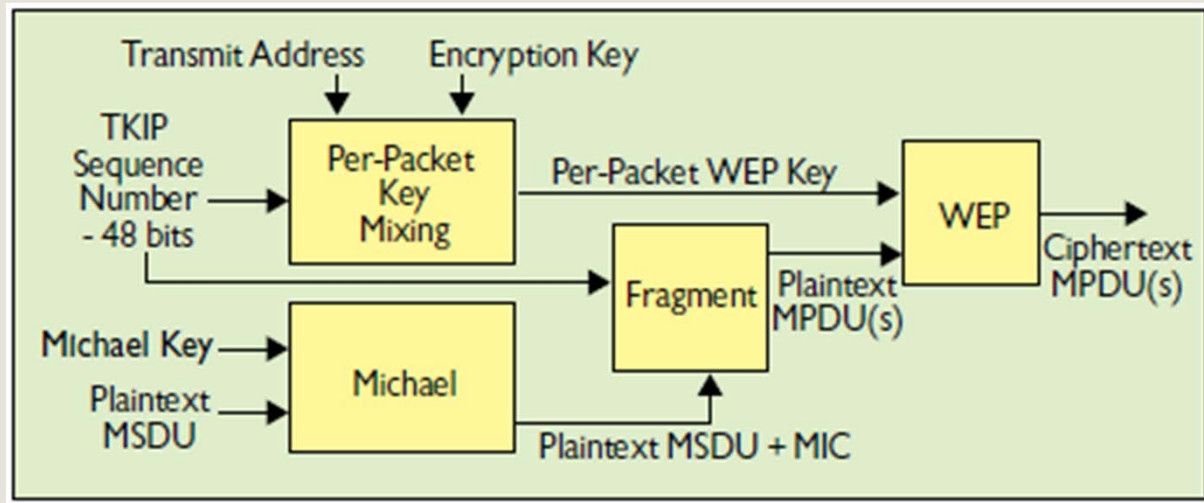 Transmit Address
Encryption Key
TKIP
Sequence
Number
- 48 bits
Per-Packet
Key
Mixing
Per-Packet WEP Key
WEP
Ciphertext
MPDU(s)
Fragment
Plaintext
MPDU(s)
Michael Key
Plaintext
MSDU
Michael
Plaintext MSDU + MIC